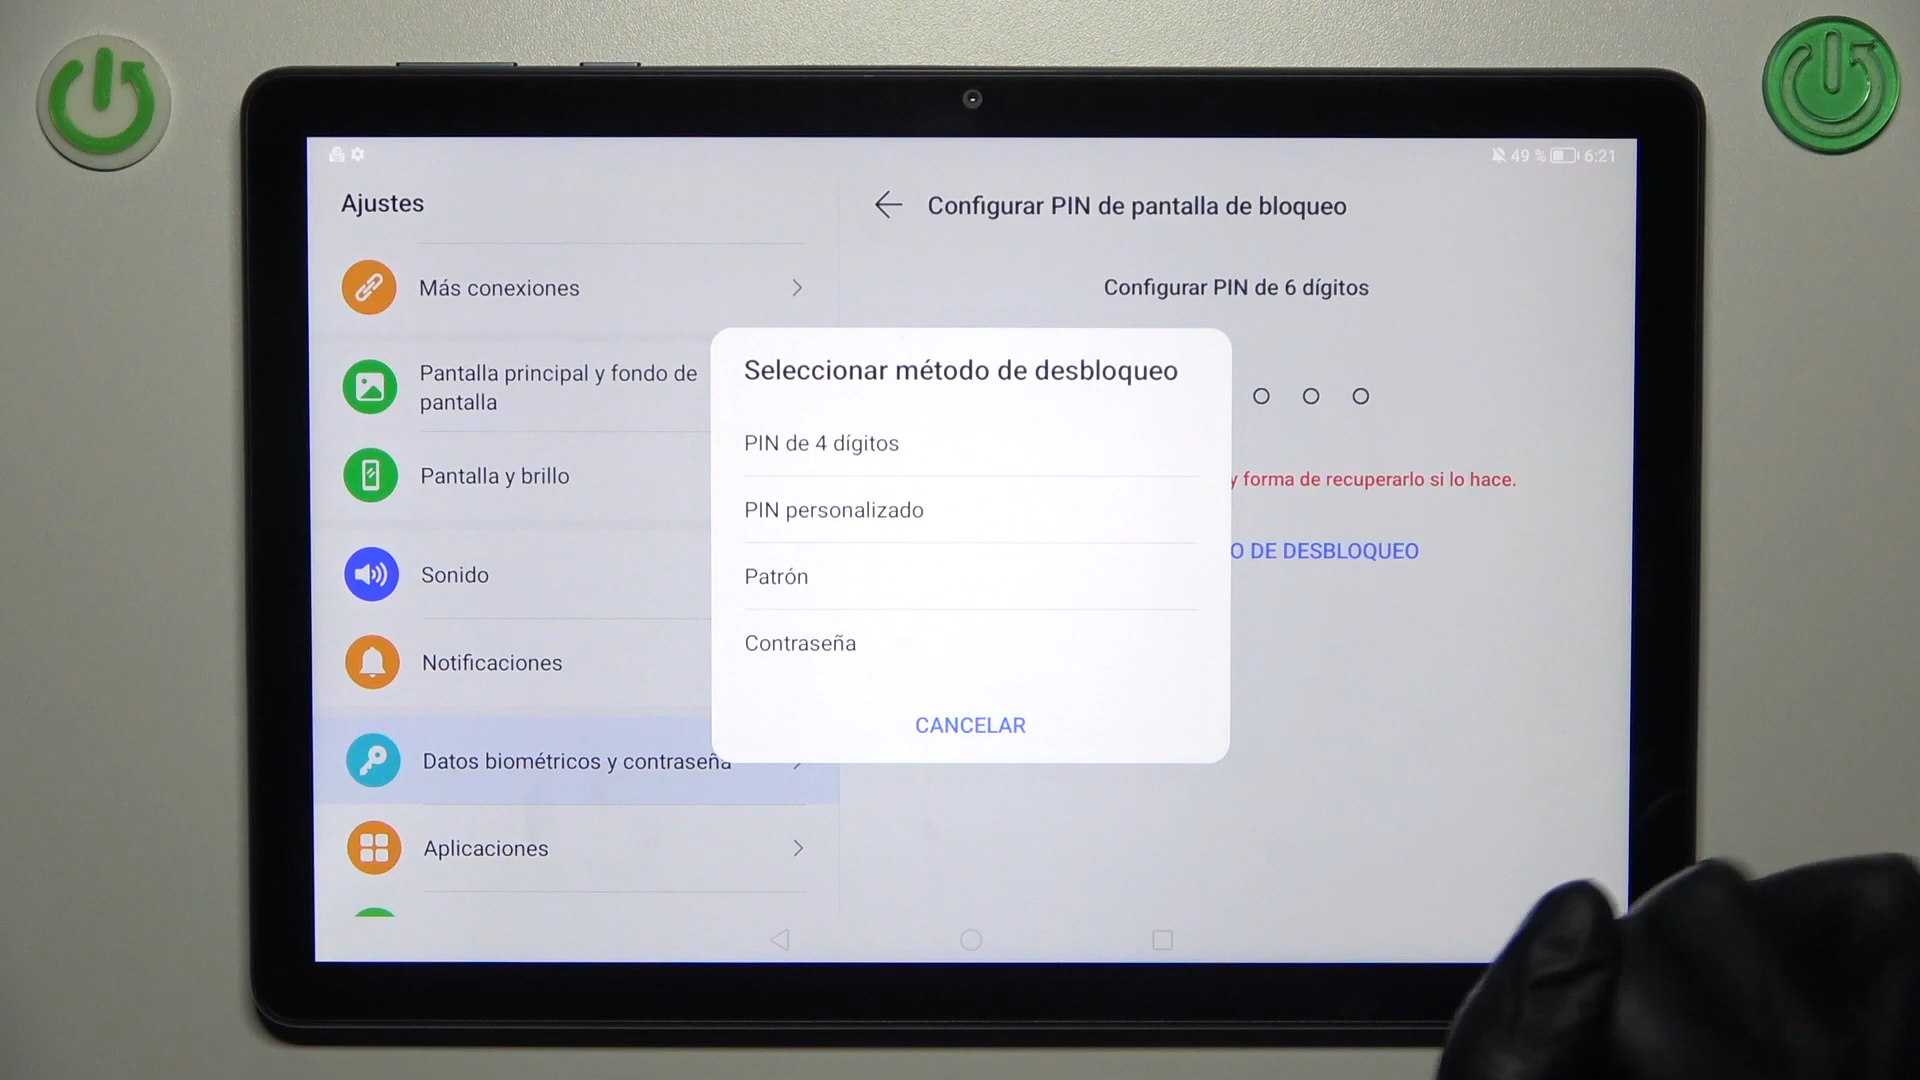 49 % 6:21
Ajustes
Más conexiones
Pantalla principal y fondo de
pantalla
Pantalla y brillo
Sonido
Notificaciones
Datos biométricos y contraseña
Aplicaciones
Configurar PIN de pantalla de bloqueo
Configurar PIN de 6 dígitos
y forma de recuperarlo si lo hace.
O DE DESBLOQUEO
Seleccionar método de desbloqueo
PIN de 4 dígitos
PIN personalizado
Patrón
Contraseña
CANCELAR